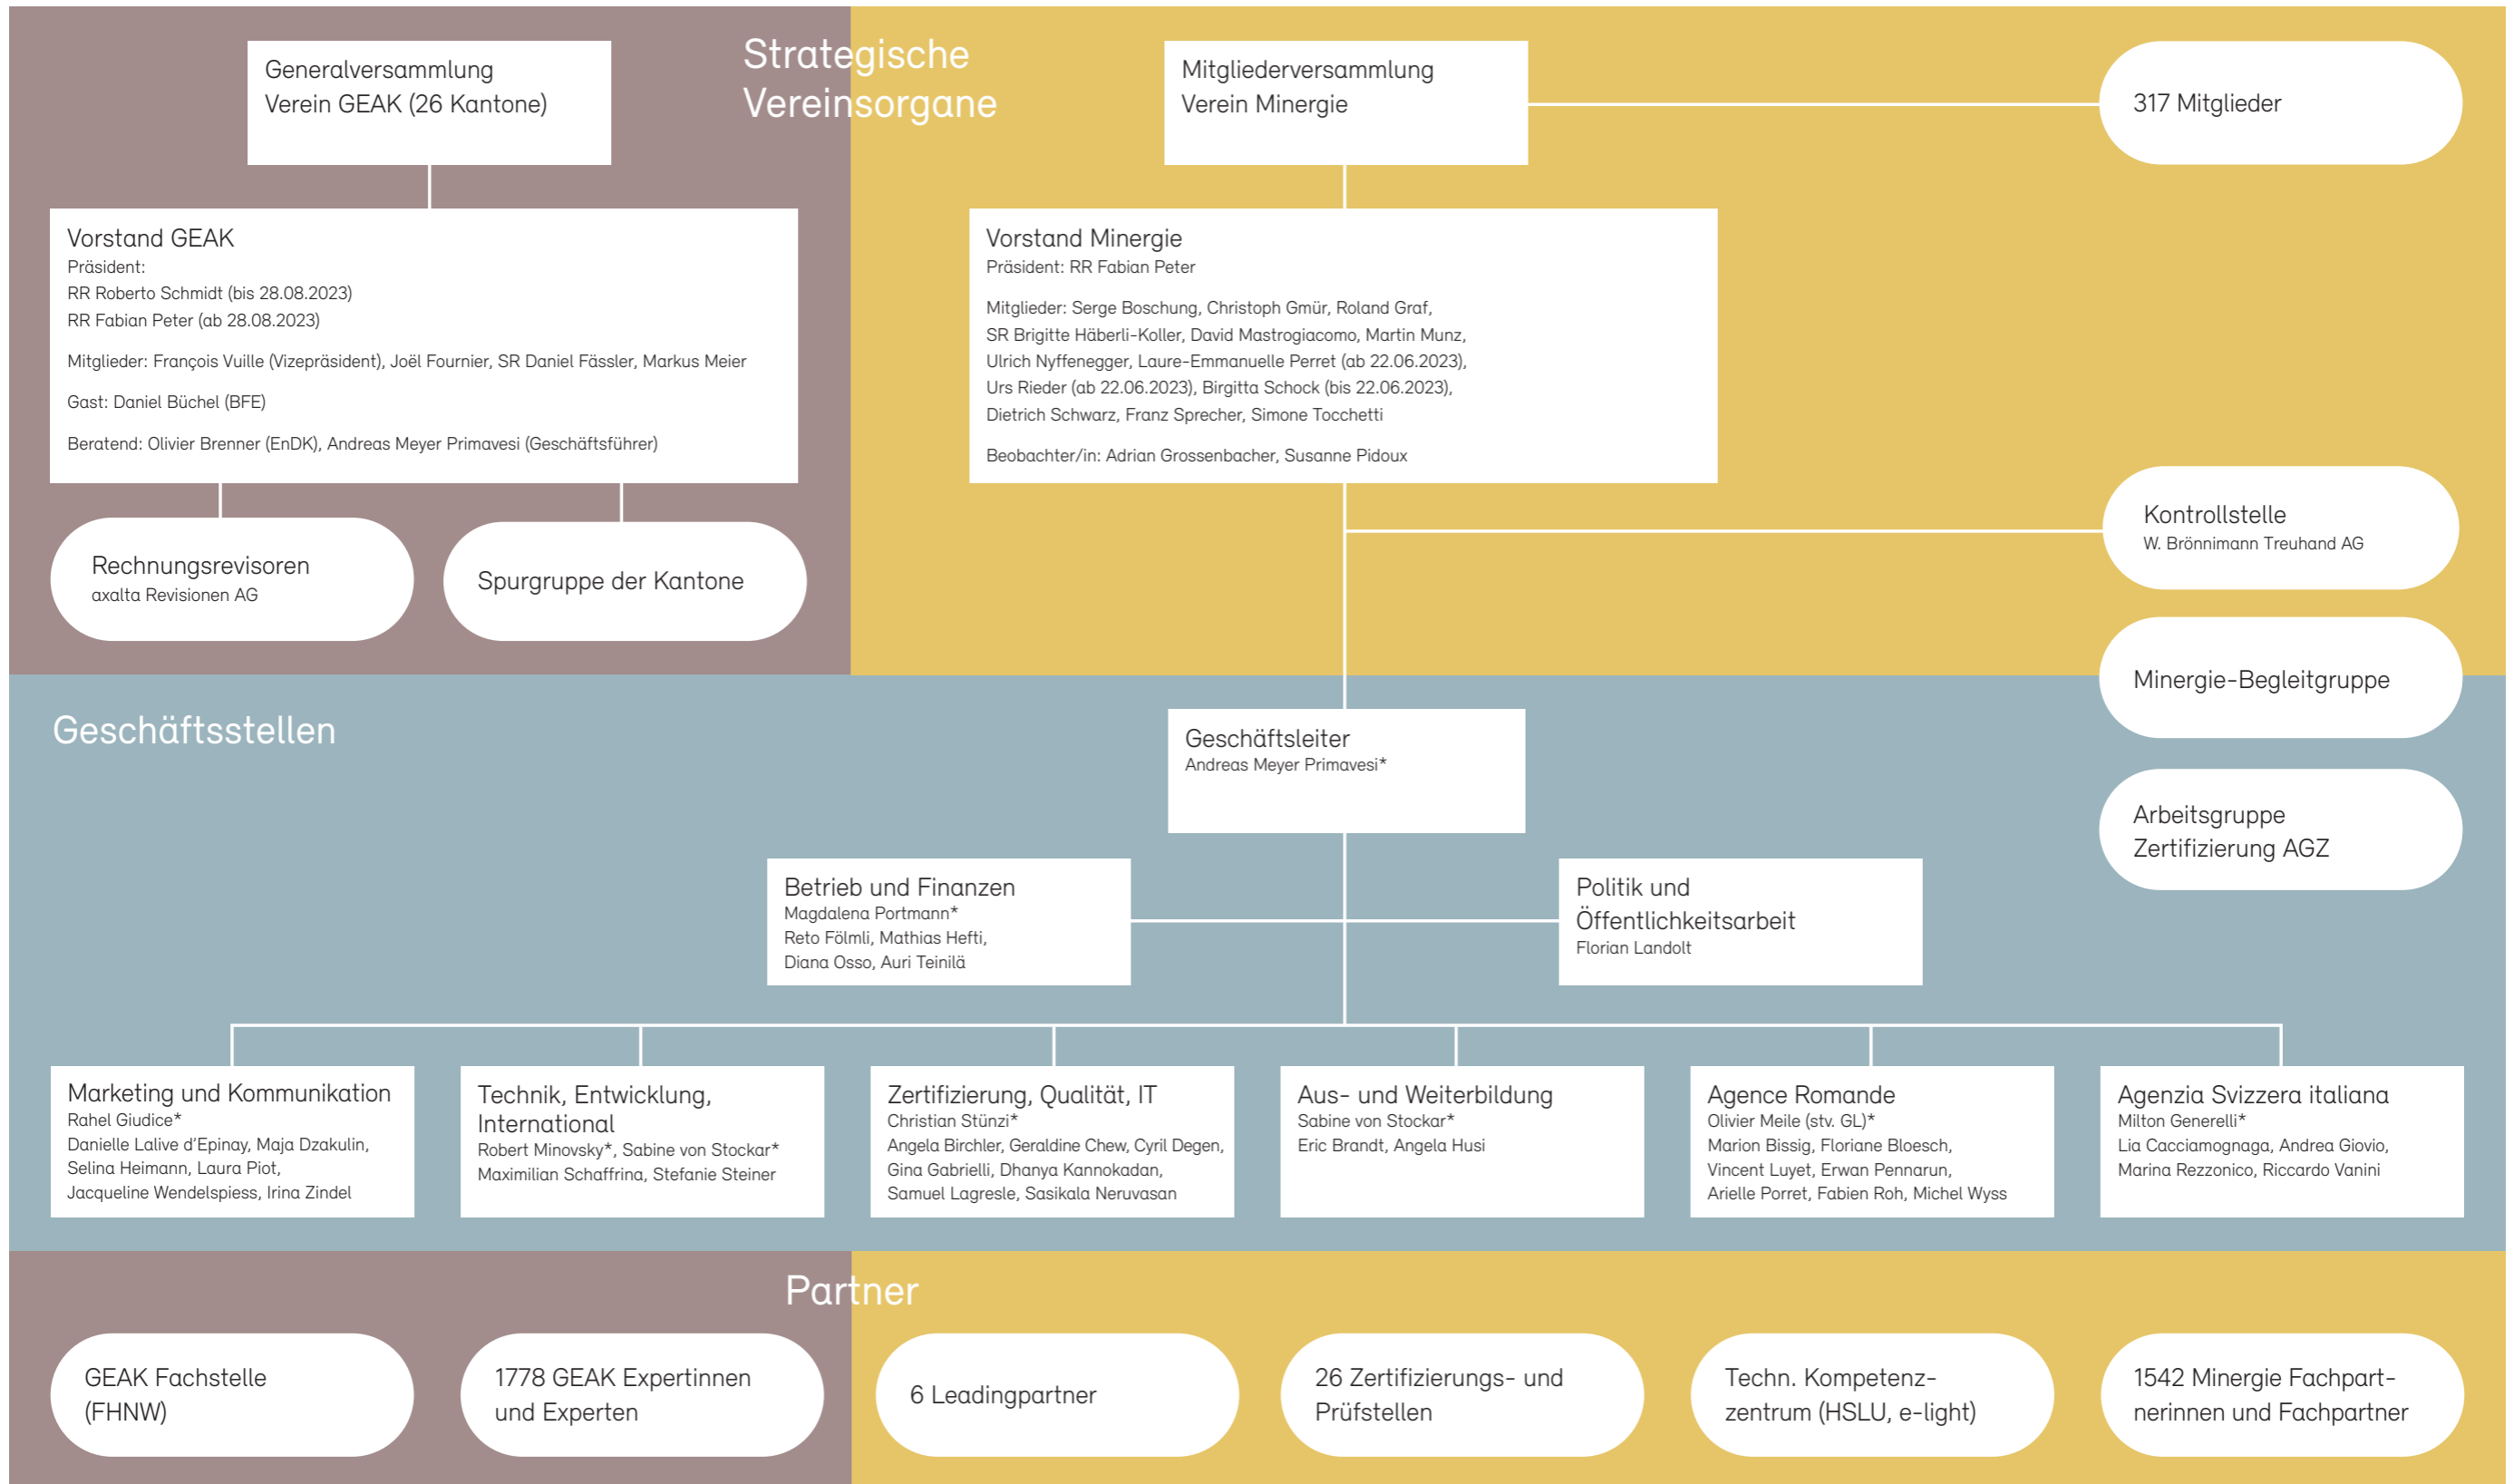 Strategische
Vereinsorgane
Generalversammlung
Verein GEAK (26 Kantone)
Mitgliederversammlung
Verein Minergie
317 Mitglieder
Vorstand GEAK
Präsident:
RR Roberto Schmidt (bis 28.08.2023)
RR Fabian Peter (ab 28.08.2023)
Mitglieder: François Vuille (Vizepräsident), Joël Fournier, SR Daniel Fässler, Markus Meier
Gast: Daniel Büchel (BFE)
Beratend: Olivier Brenner (EnDK), Andreas Meyer Primavesi (Geschäftsführer)
Vorstand Minergie
Präsident: RR Fabian Peter
Mitglieder: Serge Boschung, Christoph Gmür, Roland Graf,
SR Brigitte Häberli-Koller, David Mastrogiacomo, Martin Munz,
Ulrich Nyffenegger, Laure-Emmanuelle Perret (ab 22.06.2023),
Urs Rieder (ab 22.06.2023), Birgitta Schock (bis 22.06.2023),
Dietrich Schwarz, Franz Sprecher, Simone Tocchetti
Beobachter/in: Adrian Grossenbacher, Susanne Pidoux
Rechnungsrevisoren
axalta Revisionen AG
Spurgruppe der Kantone
Kontrollstelle
W. Brönnimann Treuhand AG
Minergie-Begleitgruppe
Geschäftsstellen
Geschäftsleiter
Andreas Meyer Primavesi*
Arbeitsgruppe
Zertifizierung AGZ
Betrieb und Finanzen
Magdalena Portmann*
Reto Fölmli, Mathias Hefti,
Diana Osso, Auri Teinilä
Politik und
Öffentlichkeitsarbeit
Florian Landolt
Marketing und Kommunikation
Rahel Giudice*
Danielle Lalive d'Epinay, Maja Dzakulin,
Selina Heimann, Laura Piot,
Jacqueline Wendelspiess, Irina Zindel
Technik, Entwicklung,
International
Robert Minovsky*, Sabine von Stockar*
Maximilian Schaffrina, Stefanie Steiner
Zertifizierung, Qualität, IT
Christian Stünzi*
Angela Birchler, Geraldine Chew, Cyril Degen,
Gina Gabrielli, Dhanya Kannokadan,
Samuel Lagresle, Sasikala Neruvasan
Aus- und Weiterbildung
Sabine von Stockar*
Eric Brandt, Angela Husi
Agence Romande
Olivier Meile (stv. GL)*
Marion Bissig, Floriane Bloesch,
Vincent Luyet, Erwan Pennarun,
Arielle Porret, Fabien Roh, Michel Wyss
Agenzia Svizzera italiana
Milton Generelli*
Lia Cacciamognaga, Andrea Giovio,
Marina Rezzonico, Riccardo Vanini
Partner
GEAK Fachstelle
(FHNW)
1778 GEAK Expertinnen
und Experten
6 Leadingpartner
26 Zertifizierungs- und
Prüfstellen
Techn. Kompetenz-
zentrum (HSLU, e-light)
1542 Minergie Fachpart-
nerinnen und Fachpartner